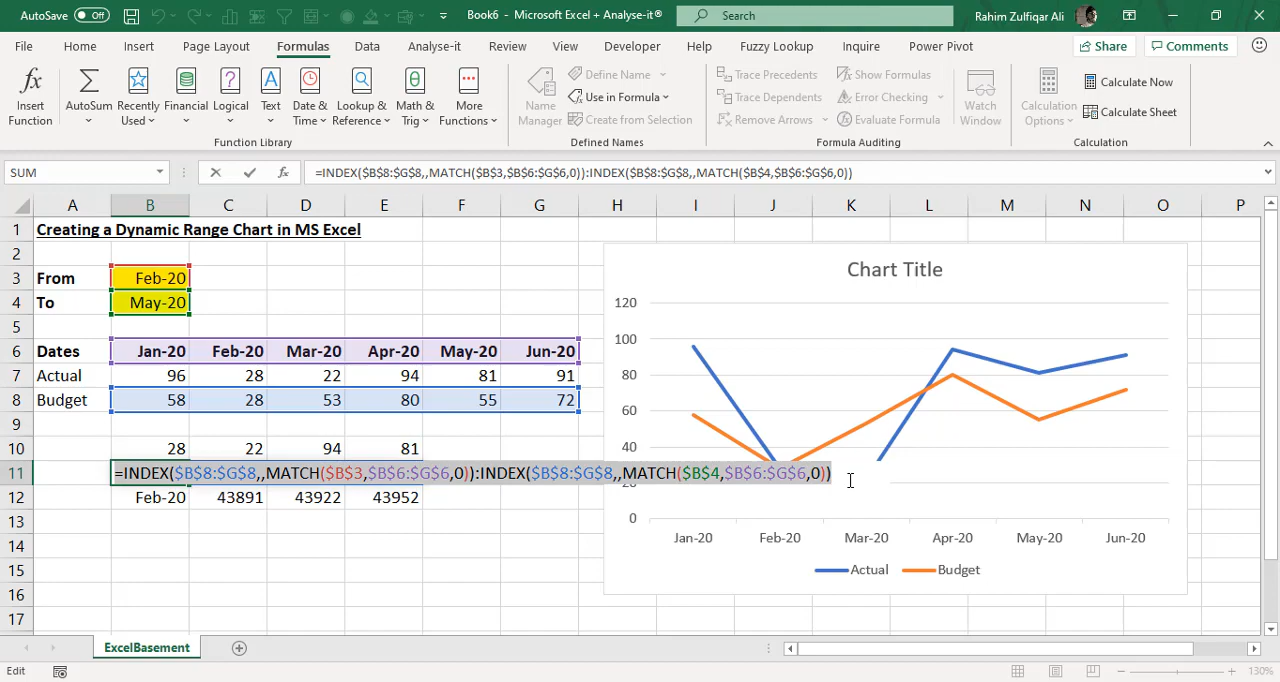 AutoSave Off Book6 - Microsoft Excel + Analyse-it® Search Rahim Zulfiqar Ali
File Home Insert Page Layout Formulas Data Analyse-it Review View Developer Help Fuzzy Lookup Inquire Power Pivot Share Comments
Insert Function
AutoSum
Recently Used
Financial
Logical
Text
Date & Time
Lookup & Reference
Math & Trig
More Functions
Function Library
Name Manager
Define Name
Use in Formula
Create from Selection
Defined Names
Trace Precedents
Trace Dependents
Remove Arrows
Show Formulas
Error Checking
Evaluate Formula
Watch Window
Formula Auditing
Calculation Options
Calculate Now
Calculate Sheet
Calculation
SUM fx =INDEX($B$8:$G$8,,MATCH($B$3,$B$6:$G$6,0)):INDEX($B$8:$G$8,,MATCH($B$4,$B$6:$G$6,0))
A B C D E F G H I J K L M N O P
1 Creating a Dynamic Range Chart in MS Excel
2
3 From Feb-20
4 To May-20
5
6 Dates Jan-20 Feb-20 Mar-20 Apr-20 May-20 Jun-20
7 Actual 96 28 22 94 81 91
8 Budget 58 28 53 80 55 72
9
10 28 22 94 81
11 =INDEX($B$8:$G$8,,MATCH($B$3,$B$6:$G$6,0)):INDEX($B$8:$G$8,,MATCH($B$4,$B$6:$G$6,0))
12 Feb-20 43891 43922 43952
13
14
15
16
17
Chart Title
120
100
80
60
40
0
Jan-20 Feb-20 Mar-20 Apr-20 May-20 Jun-20
Actual Budget
ExcelBasement
Edit 130%